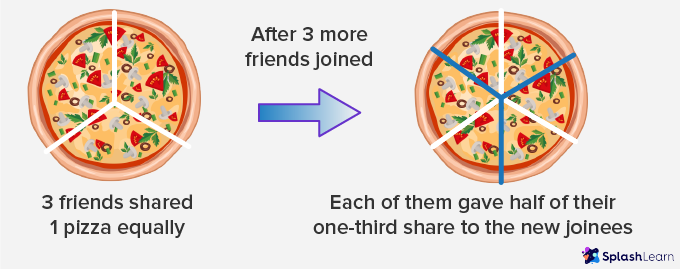 After 3 more
friends joined
3 friends shared
1 pizza equally
Each of them gave half of their
one-third share to the new joinees
SplashLearn